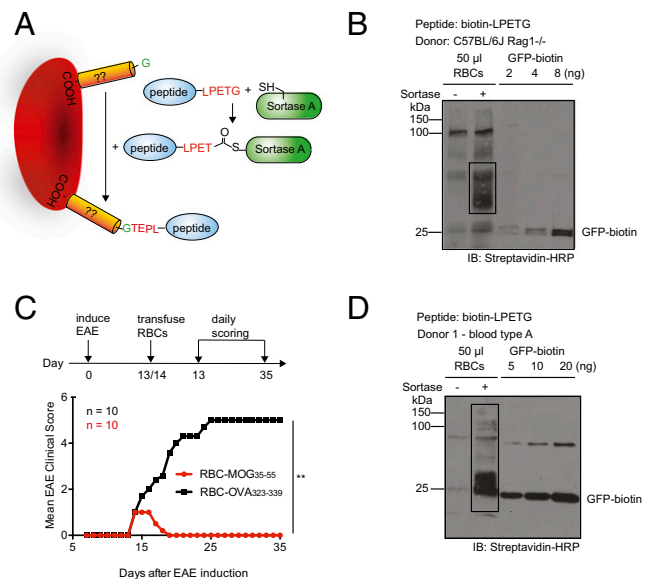 A
G
??
COOH
peptide
LPETG
+
SH
Sortase A
+
peptide
LPET
O
S
Sortase A
COOH
??
GTEPL
peptide
B
Peptide: biotin-LPETG
Donor: C57BL/6J Rag1-/-
50 µl RBCs
GFP-biotin
2 4 8 (ng)
Sortase - +
kDa
150
100
25
GFP-biotin
IB: Streptavidin-HRP
C
induce EAE
transfuse RBCs
daily scoring
Day
0 13/14 13 35
n = 10
n = 10
Mean EAE Clinical Score
6
4
2
0
RBC-MOG35-55
RBC-OVA323-339
**
5 15 25 35
Days after EAE induction
D
Peptide: biotin-LPETG
Donor 1 - blood type A
50 µl RBCs
GFP-biotin
5 10 20 (ng)
Sortase - +
kDa
150
100
25
GFP-biotin
IB: Streptavidin-HRP